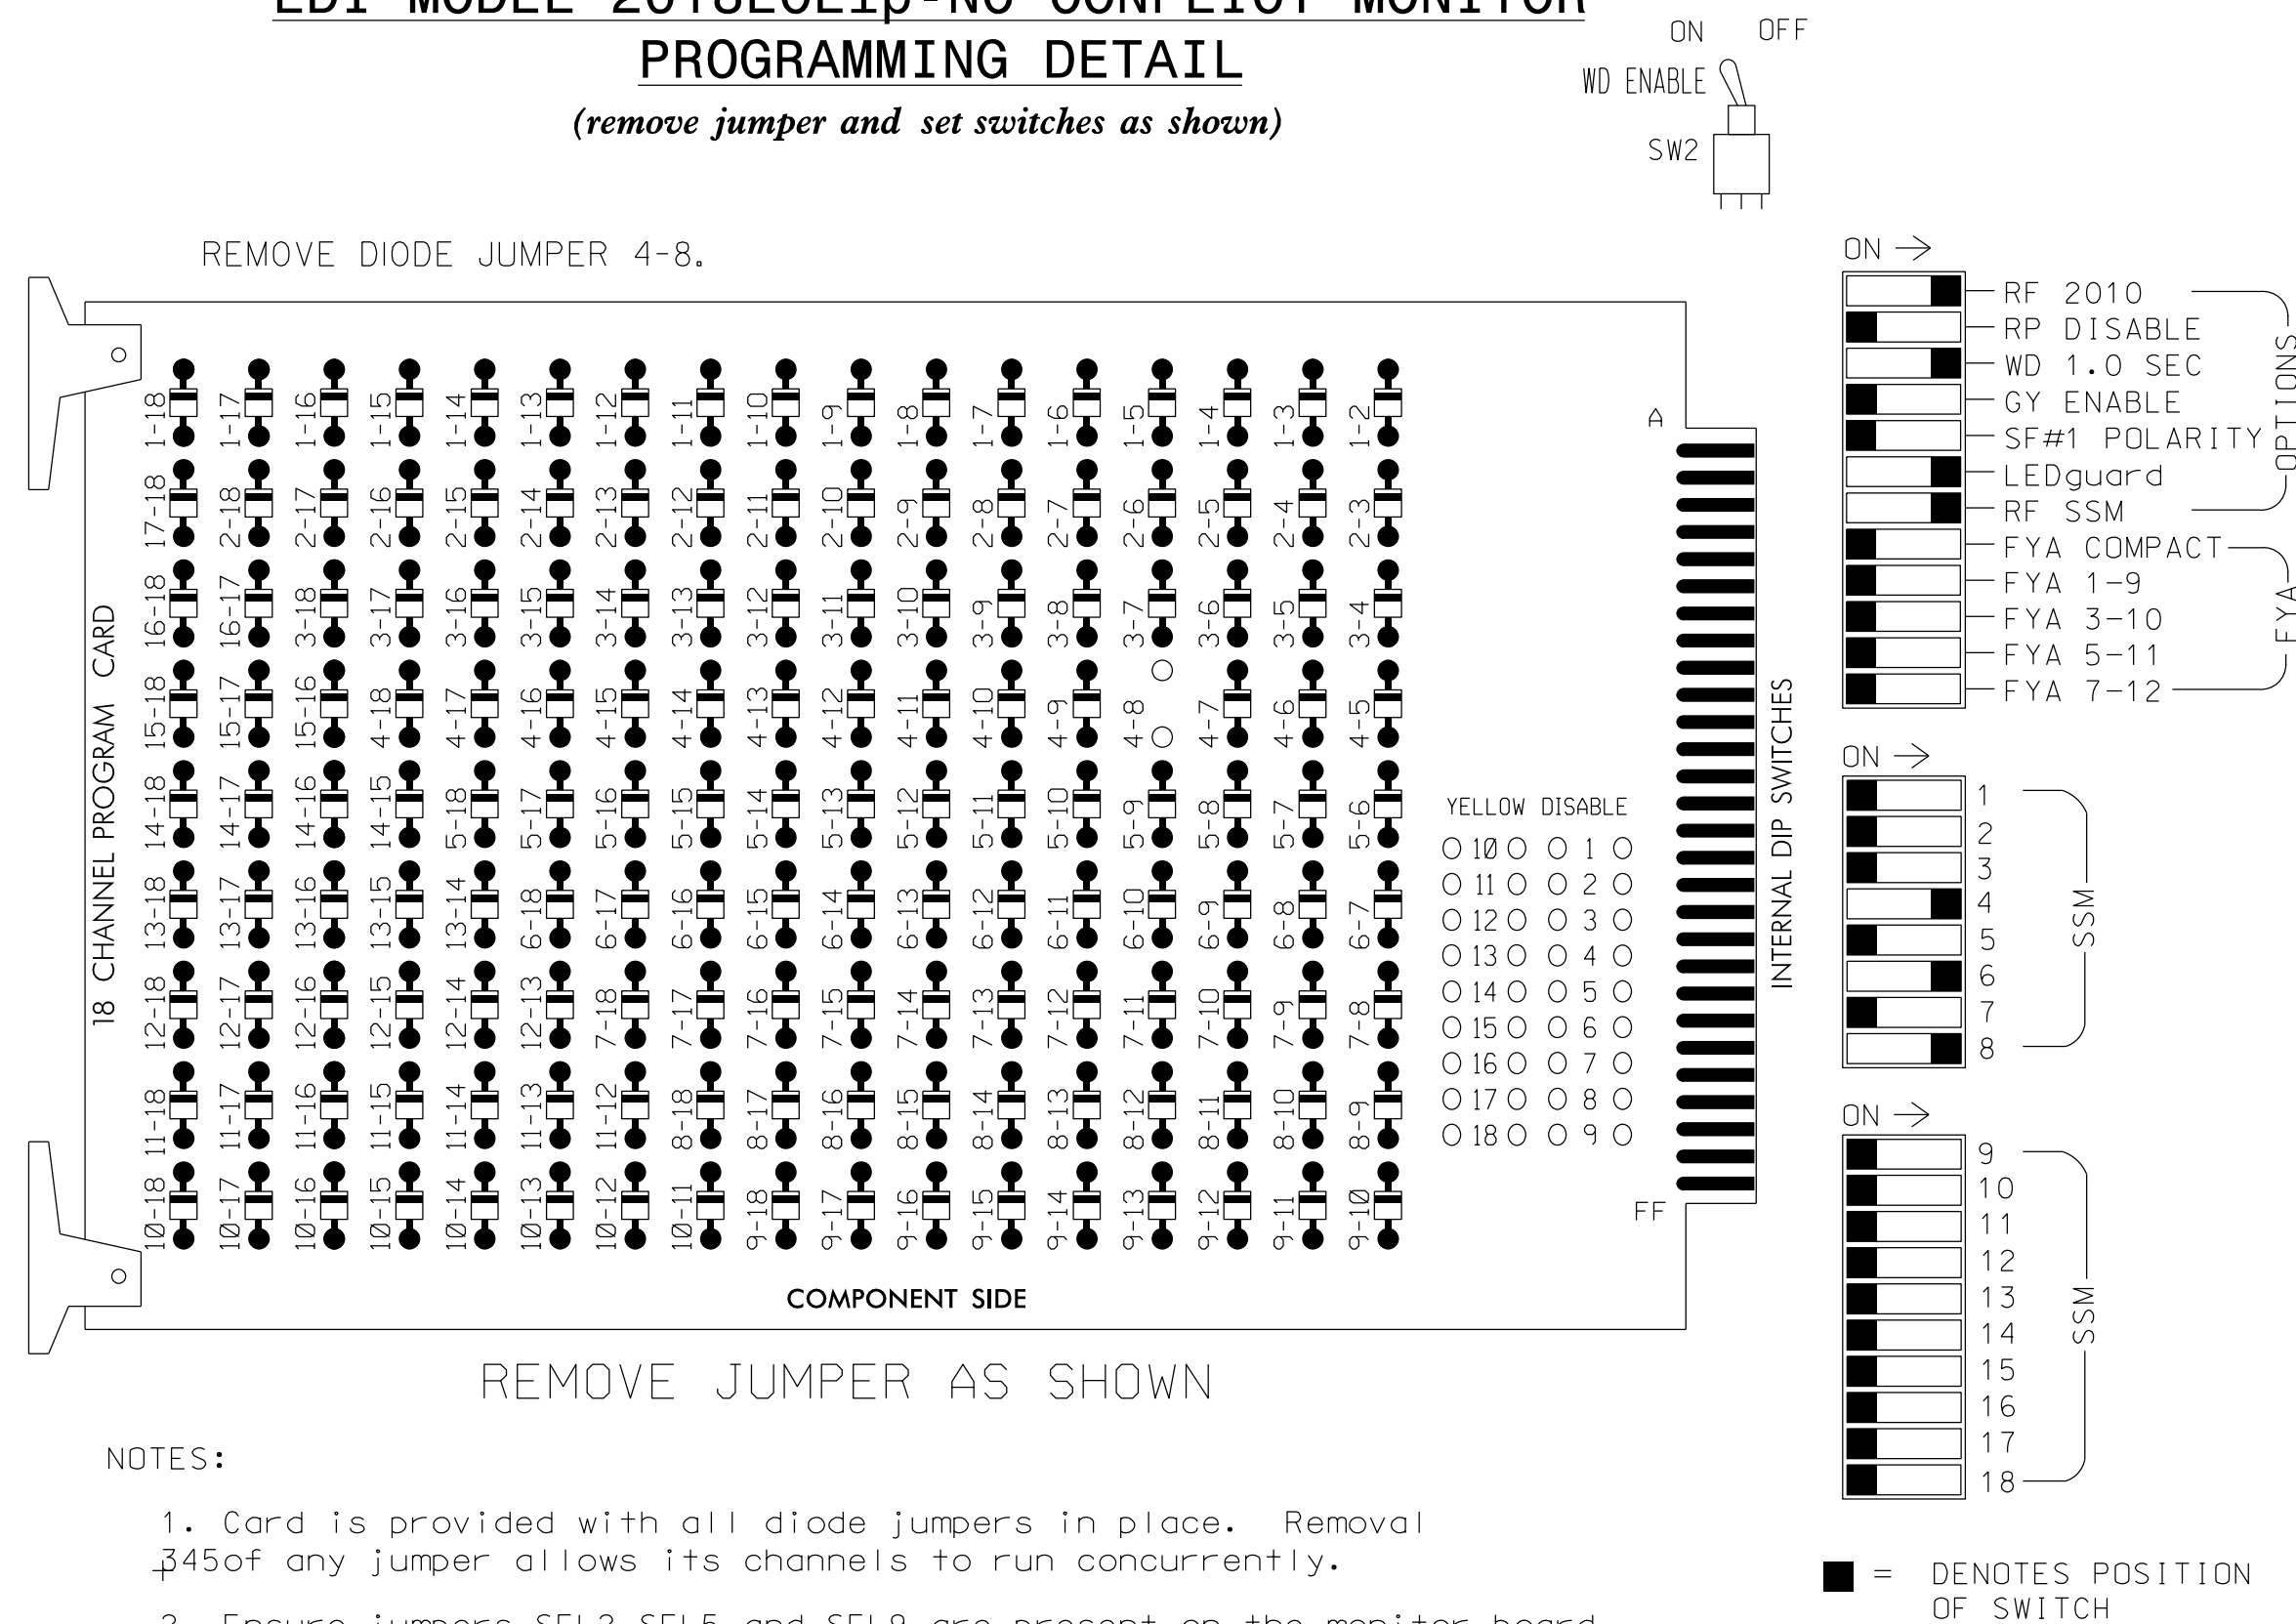 PROGRAMMING DETAIL
(remove jumper and set switches as shown)
ON OFF
WD ENABLE
SW2
REMOVE DIODE JUMPER 4-8.
1-18 1-17 1-16 1-15 1-14 1-13 1-12 1-11 1-10 1-9 1-8 1-7 1-6 1-5 1-4 1-3 1-2
17-18 2-18 2-17 2-16 2-15 2-14 2-13 2-12 2-11 2-10 2-9 2-8 2-7 2-6 2-5 2-4 2-3
16-18 16-17 3-18 3-17 3-16 3-15 3-14 3-13 3-12 3-11 3-10 3-9 3-8 3-7 3-6 3-5 3-4
15-18 15-17 15-16 4-18 4-17 4-16 4-15 4-14 4-13 4-12 4-11 4-10 4-9 4-8 4-7 4-6 4-5
14-18 14-17 14-16 14-15 5-18 5-17 5-16 5-15 5-14 5-13 5-12 5-11 5-10 5-9 5-8 5-7 5-6
13-18 13-17 13-16 13-15 13-14 6-18 6-17 6-16 6-15 6-14 6-13 6-12 6-11 6-10 6-9 6-8 6-7
12-18 12-17 12-16 12-15 12-14 12-13 7-18 7-17 7-16 7-15 7-14 7-13 7-12 7-11 7-10 7-9 7-8
11-18 11-17 11-16 11-15 11-14 11-13 11-12 8-18 8-17 8-16 8-15 8-14 8-13 8-12 8-11 8-10 8-9
10-18 10-17 10-16 10-15 10-14 10-13 10-12 10-11 9-18 9-17 9-16 9-15 9-14 9-13 9-12 9-11 9-10
18 CHANNEL PROGRAM CARD
A
FF
YELLOW DISABLE
10 1
11 2
12 3
13 4
14 5
15 6
16 7
17 8
18 9
COMPONENT SIDE
INTERNAL DIP SWITCHES
ON
RF 2010
RP DISABLE
WD 1.0 SEC
GY ENABLE
SF#1 POLARITY
LEDguard
RF SSM
OPTIONS
FYA COMPACT
FYA 1-9
FYA 3-10
FYA 5-11
FYA 7-12
FYA
ON
1
2
3
4
5
6
7
8
SSM
ON
9
10
11
12
13
14
15
16
17
18
SSM
REMOVE JUMPER AS SHOWN
NOTES:
1. Card is provided with all diode jumpers in place. Removal
345of any jumper allows its channels to run concurrently.
= DENOTES POSITION
OF SWITCH